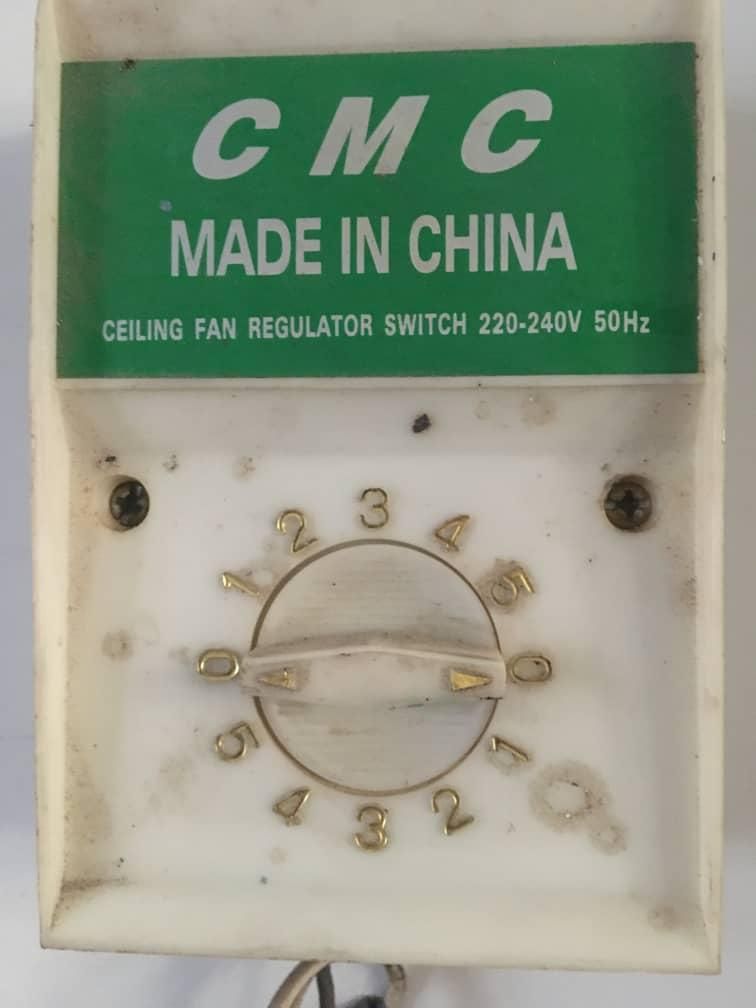 CMC
MADE IN CHINA
CEILING FAN REGULATOR SWITCH 220-240V 50Hz
3
2 4
1 5
0 0
5 1
4 2
3